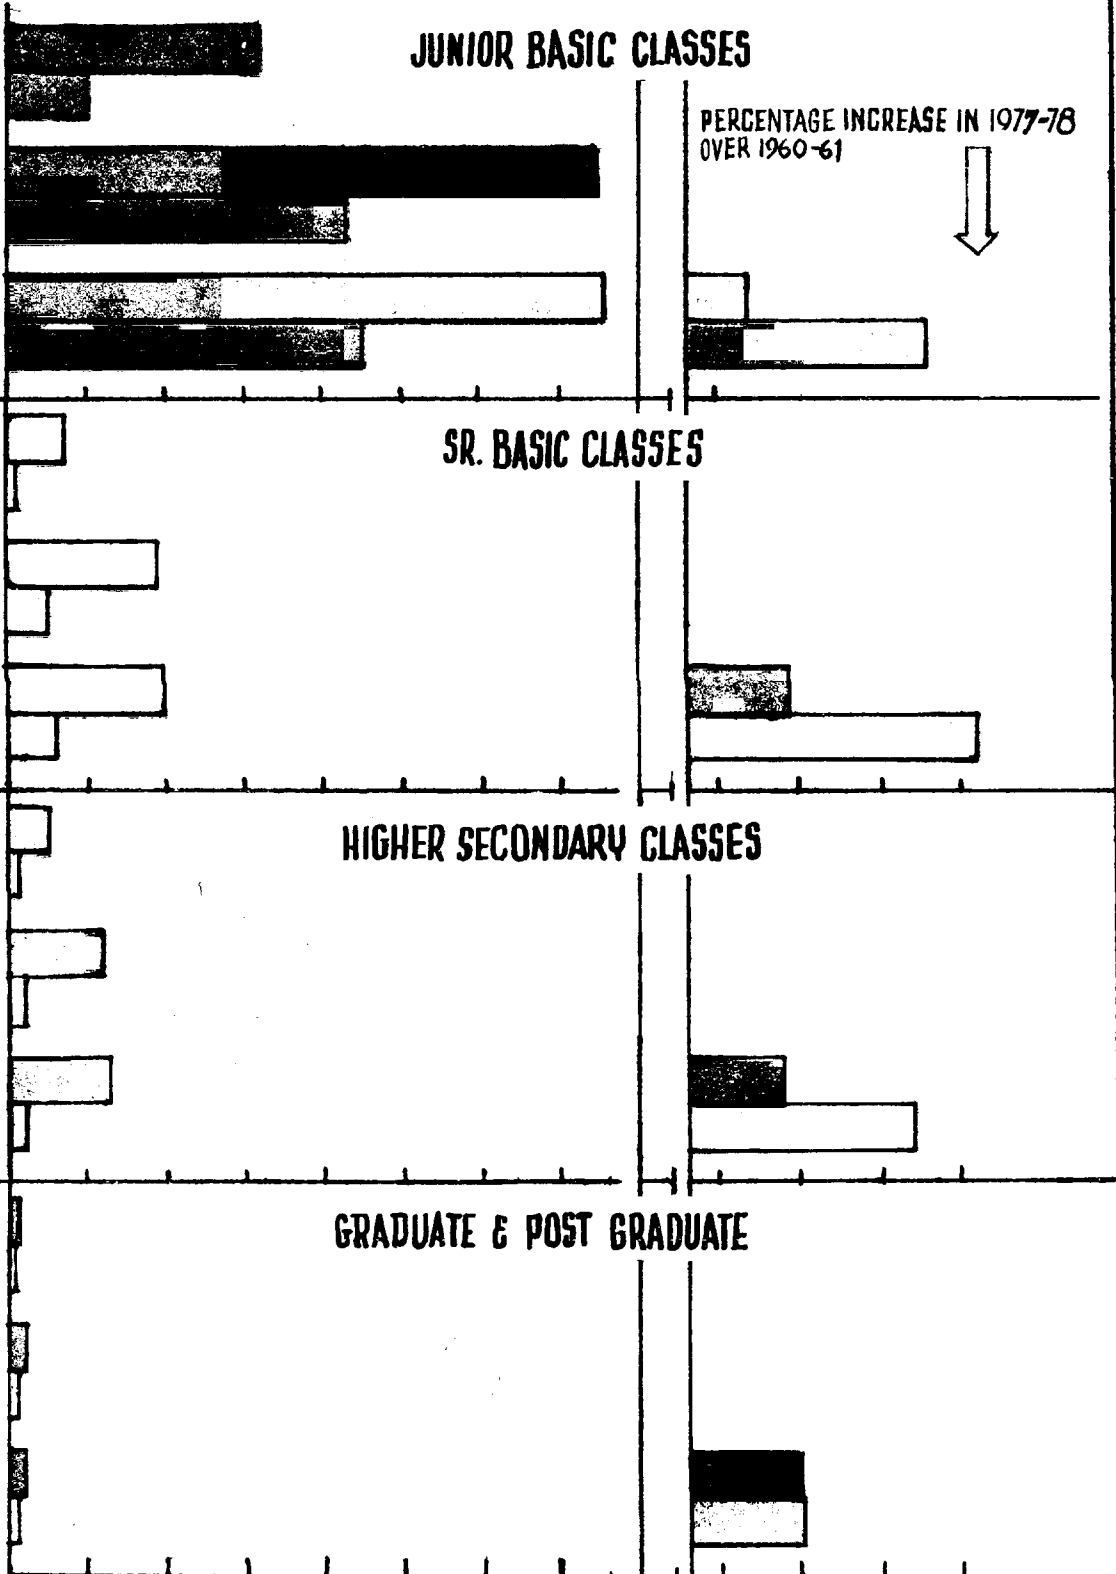 JUNIOR BASIC CLASSES
PERCENTAGE INCREASE IN 1977-78
OVER 1960-61
SR. BASIC CLASSES
HIGHER SECONDARY CLASSES
GRADUATE & POST GRADUATE